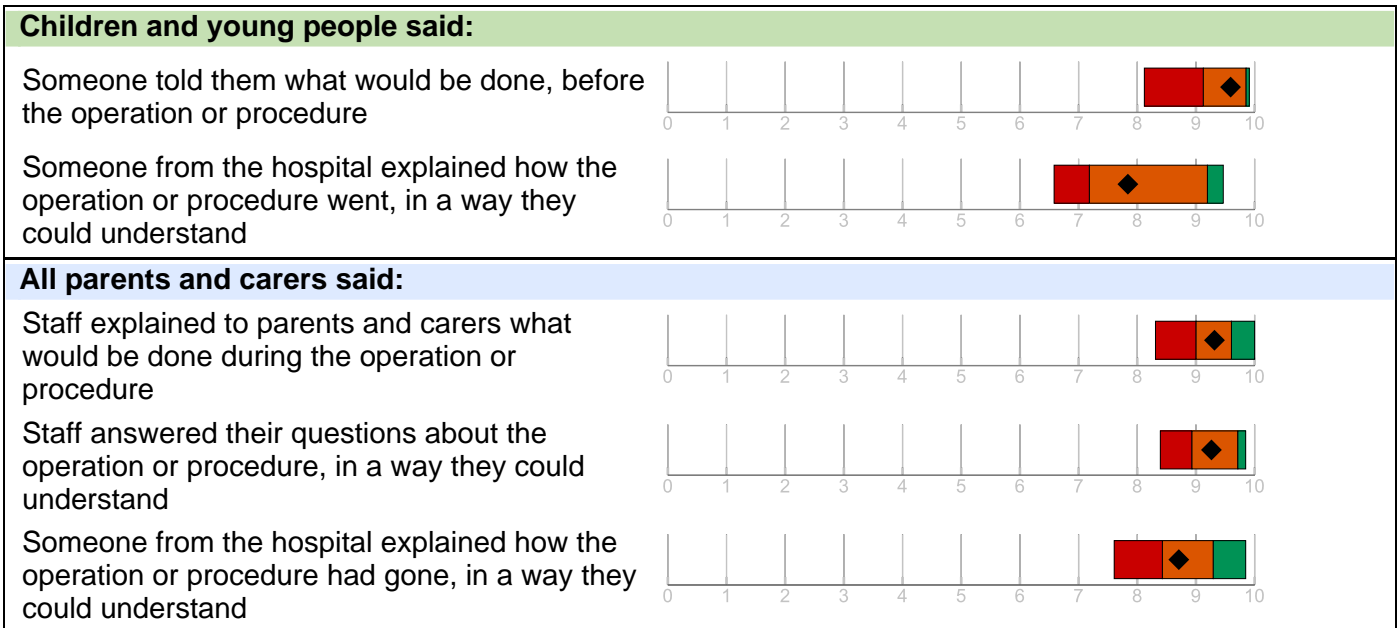 Children and young people said:
Someone told them what would be done, before
the operation or procedure
0 1 2 3 4 5 6 7 8 9 10
Someone from the hospital explained how the
operation or procedure went, in a way they
could understand
0 1 2 3 4 5 6 7 8 9 10
All parents and carers said:
Staff explained to parents and carers what
would be done during the operation or
procedure
0 1 2 3 4 5 6 7 8 9 10
Staff answered their questions about the
operation or procedure, in a way they could
understand
0 1 2 3 4 5 6 7 8 9 10
Someone from the hospital explained how the
operation or procedure had gone, in a way they
could understand
0 1 2 3 4 5 6 7 8 9 10